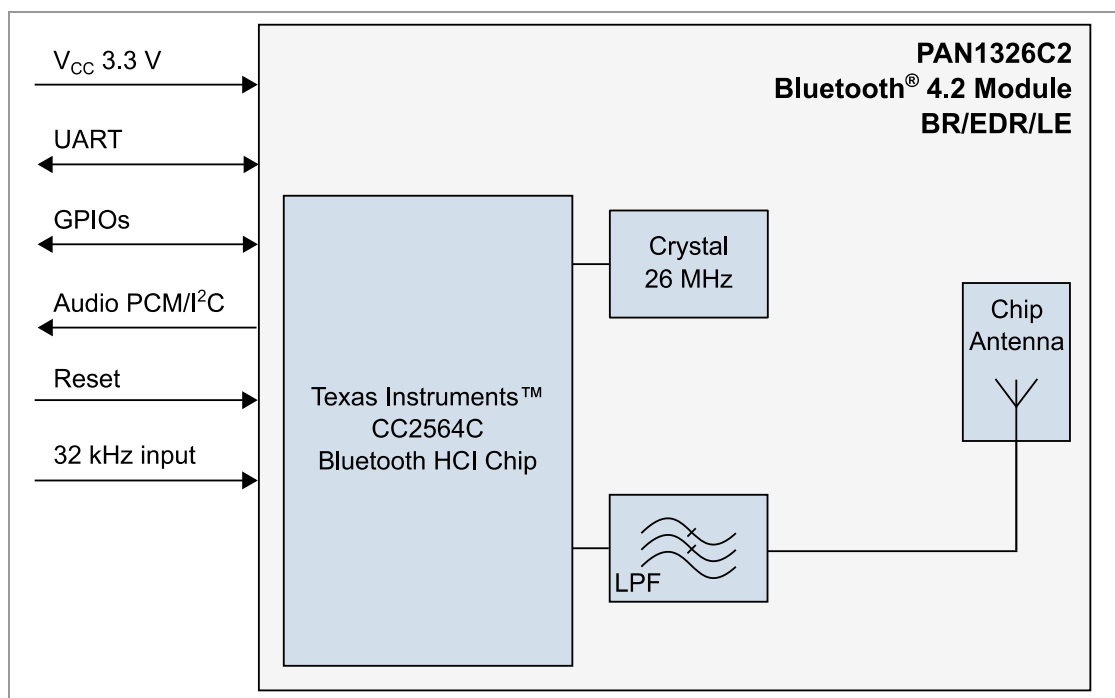 PAN1326C2
Bluetooth® 4.2 Module
BR/EDR/LE
V_CC 3.3 V
UART
GPIOs
Audio PCM/I²C
Reset
32 kHz input
Texas Instruments™
CC2564C
Bluetooth HCI Chip
Crystal
26 MHz
Chip
Antenna
LPF